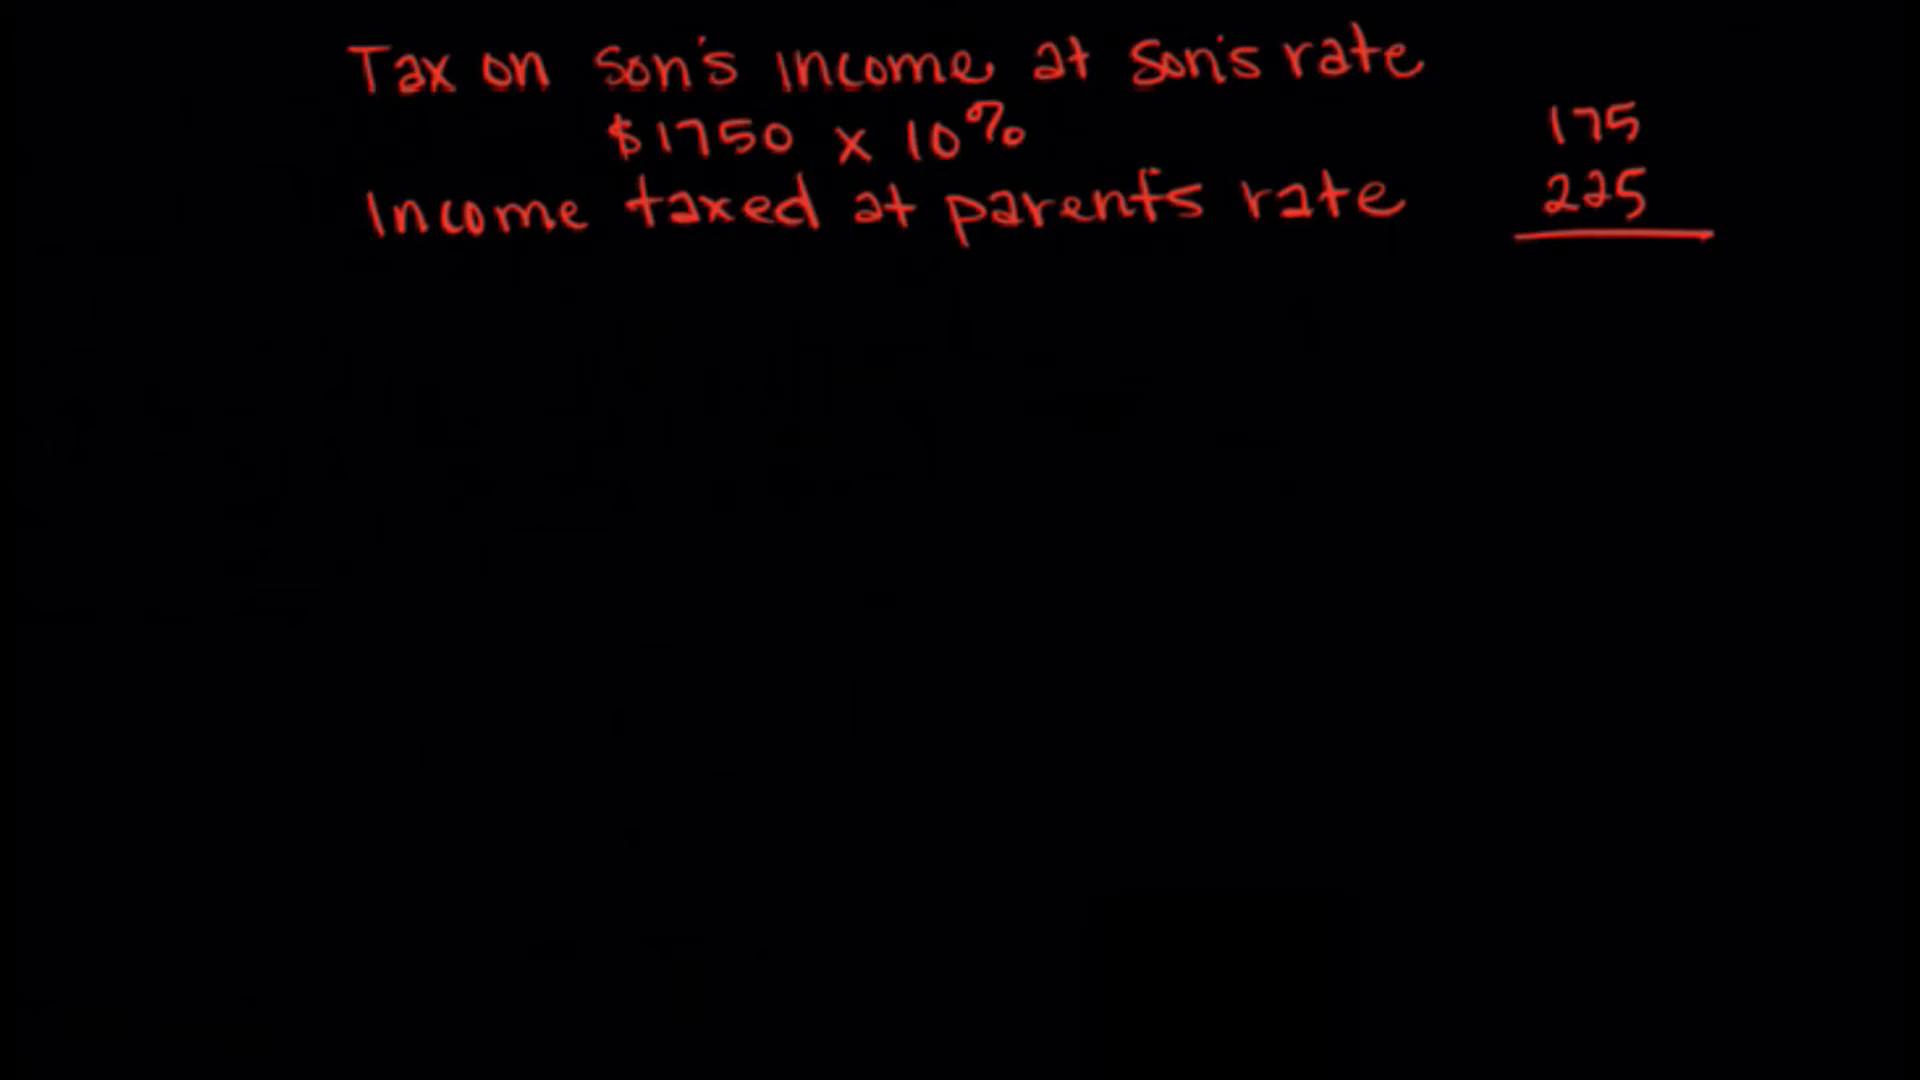 Tax on son's income at son's rate
$1750 x 10% 175
Income taxed at parent's rate 225